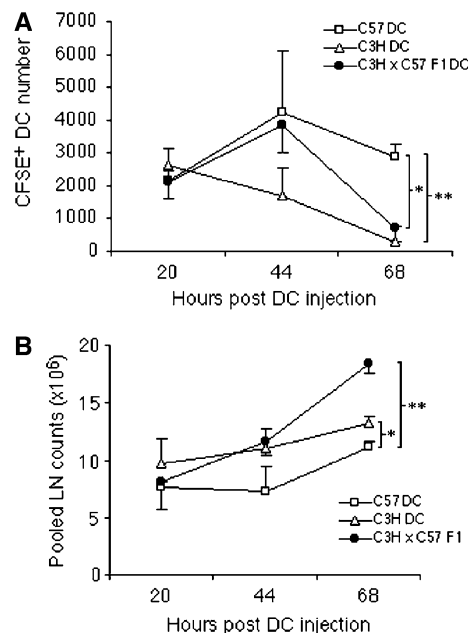 A
CFSE+ DC number
7000
6000
5000
4000
3000
2000
1000
0
C57 DC
C3H DC
C3H x C57 F1 DC
*
**
20 44 68
Hours post DC injection
B
Pooled LN counts (x10⁶)
20
15
10
5
0
**
*
C57 DC
C3H DC
C3H x C57 F1
20 44 68
Hours post DC injection